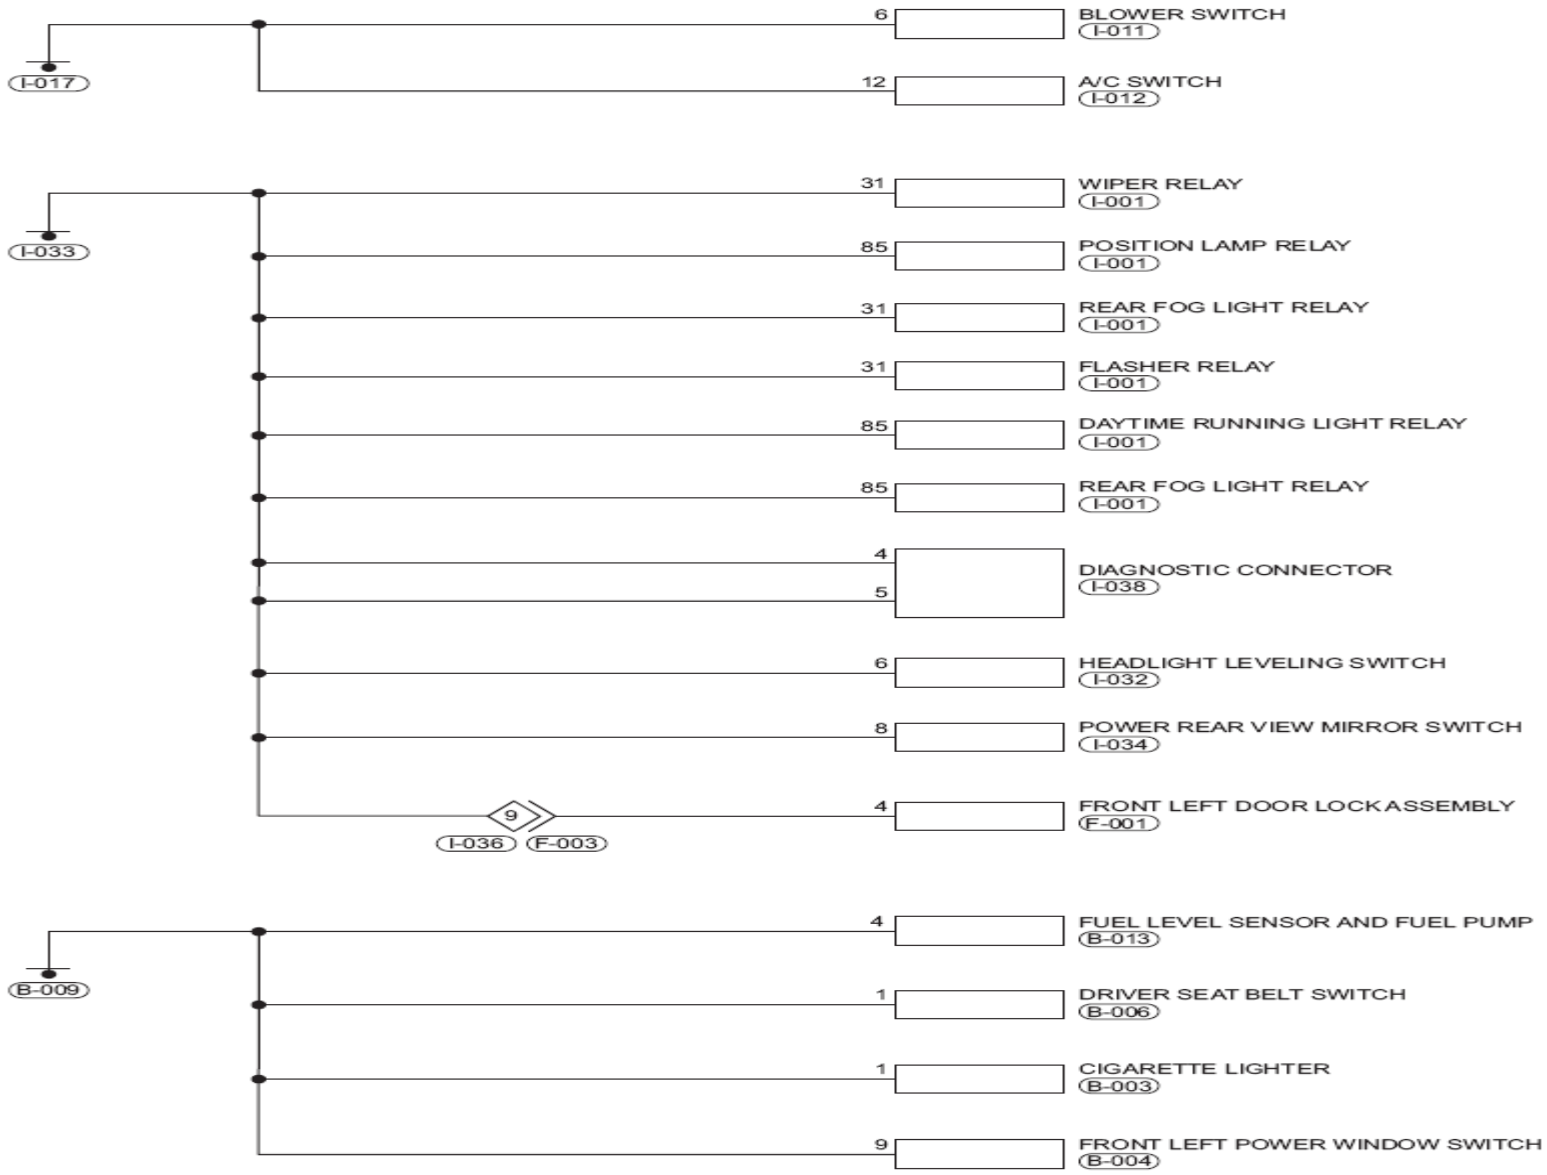 6 BLOWER SWITCH
I-011
I-017
12 A/C SWITCH
I-012
31 WIPER RELAY
I-001
I-033
85 POSITION LAMP RELAY
I-001
31 REAR FOG LIGHT RELAY
I-001
31 FLASHER RELAY
I-001
85 DAYTIME RUNNING LIGHT RELAY
I-001
85 REAR FOG LIGHT RELAY
I-001
4
DIAGNOSTIC CONNECTOR
I-038
5
6 HEADLIGHT LEVELING SWITCH
I-032
8 POWER REAR VIEW MIRROR SWITCH
I-034
9 4 FRONT LEFT DOOR LOCK ASSEMBLY
F-001
I-036 F-003
4 FUEL LEVEL SENSOR AND FUEL PUMP
B-013
B-009
1 DRIVER SEAT BELT SWITCH
B-006
1 CIGARETTE LIGHTER
B-003
9 FRONT LEFT POWER WINDOW SWITCH
B-004